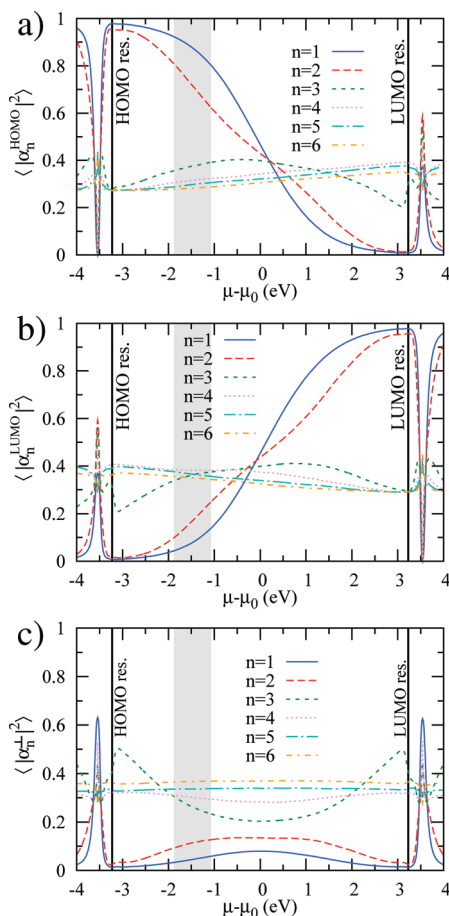 a)
⟨ |α_n^HOMO|² ⟩
1
0.8
0.6
0.4
0.2
0
HOMO res.
LUMO res.
n=1
n=2
n=3
n=4
n=5
n=6
-4 -3 -2 -1 0 1 2 3 4
μ-μ₀ (eV)
b)
⟨ |α_n^LUMO|² ⟩
1
0.8
0.6
0.4
0.2
0
HOMO res.
LUMO res.
n=1
n=2
n=3
n=4
n=5
n=6
-4 -3 -2 -1 0 1 2 3 4
μ-μ₀ (eV)
c)
⟨ |α_n^⊥|² ⟩
1
0.8
0.6
0.4
0.2
0
HOMO res.
LUMO res.
n=1
n=2
n=3
n=4
n=5
n=6
-4 -3 -2 -1 0 1 2 3 4
μ-μ₀ (eV)